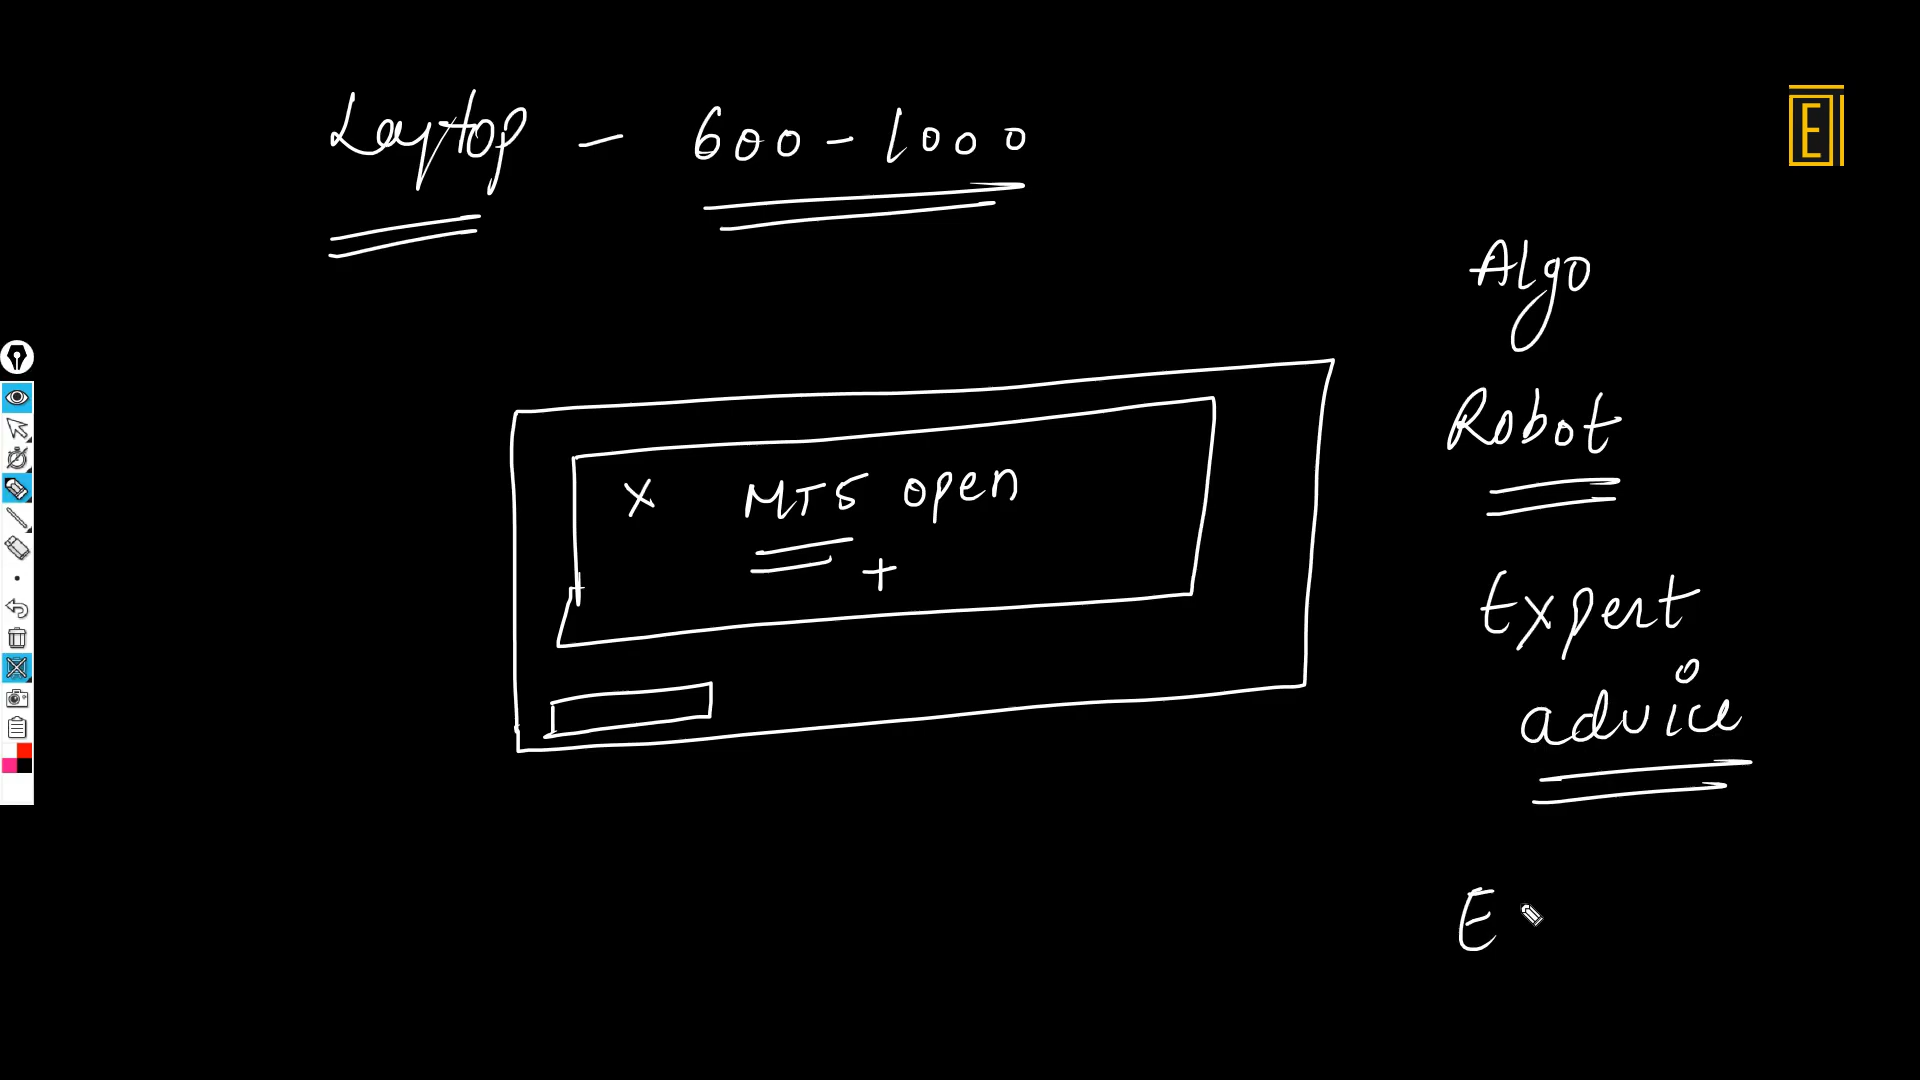 Laptop - 600-1000
E
Algo
Robot
X MT5 open
+
Expert
advice
E